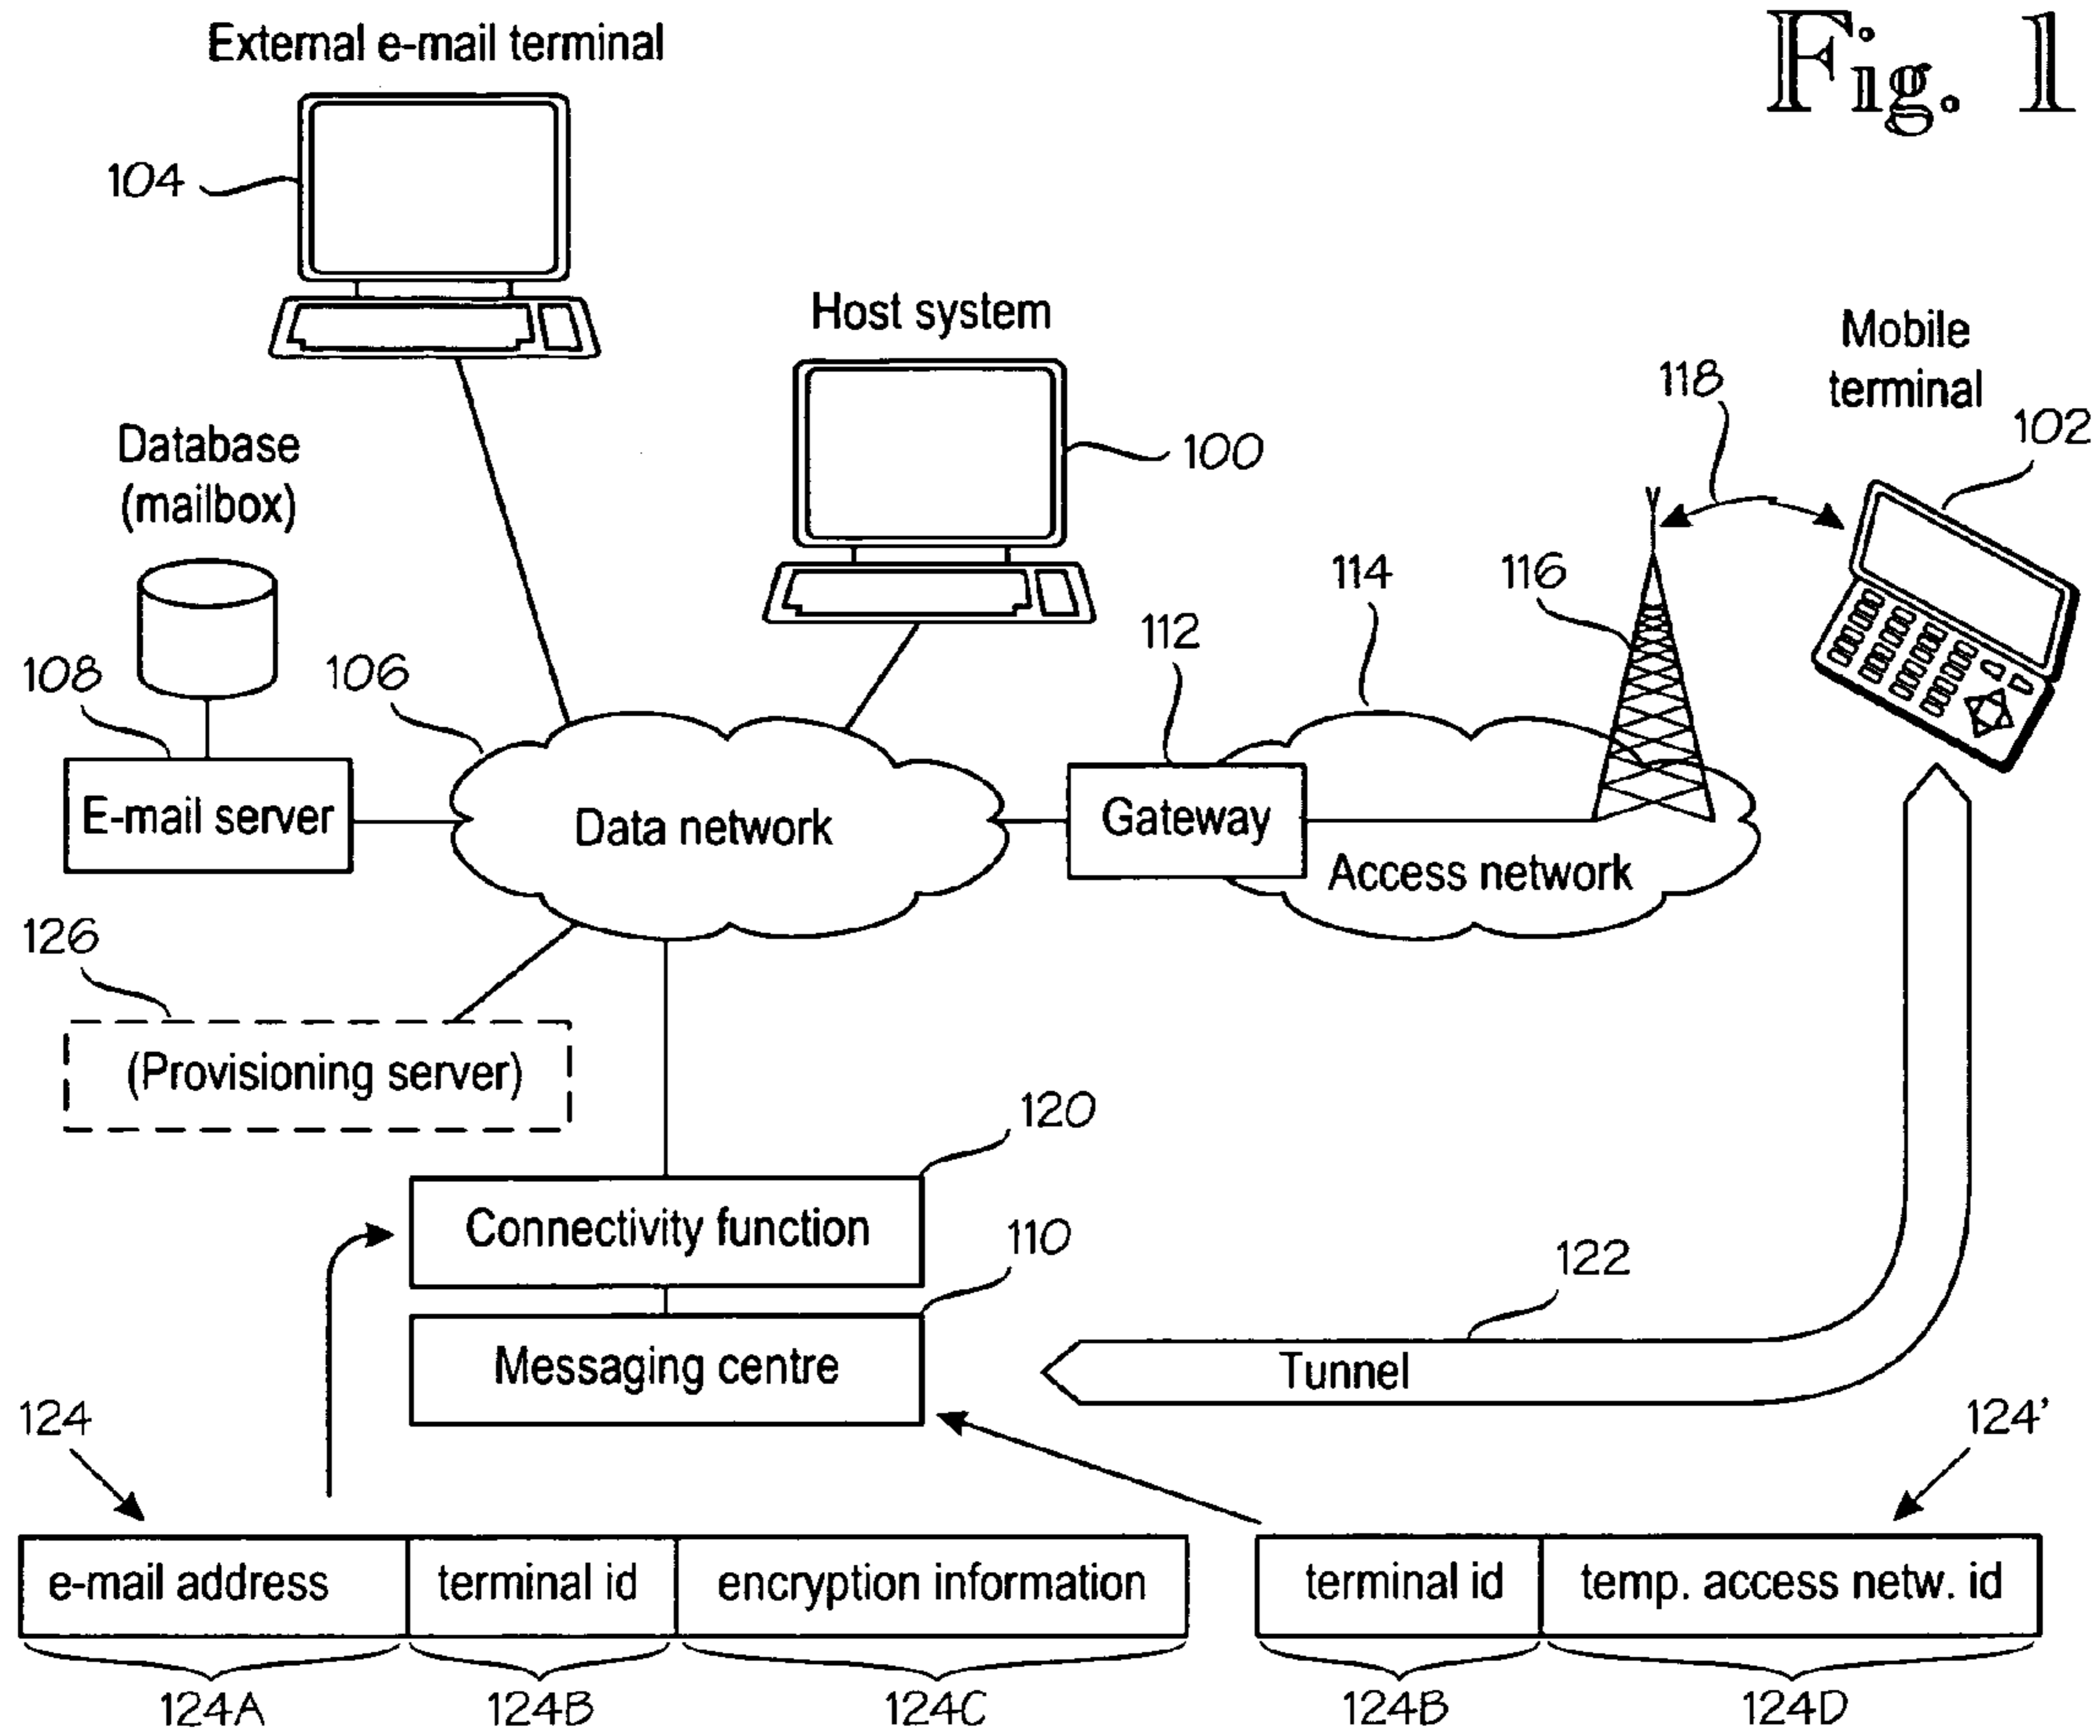 Fig. 1
External e-mail terminal
104
Host system
100
Mobile
terminal
118
102
Database
(mailbox)
114
116
112
108
106
E-mail server
Data network
Gateway
Access network
126
(Provisioning server)
120
Connectivity function
110
Messaging centre
122
Tunnel
124
124'
e-mail address
terminal id
encryption information
terminal id
temp. access netw. id
124A
124B
124C
124B
124D